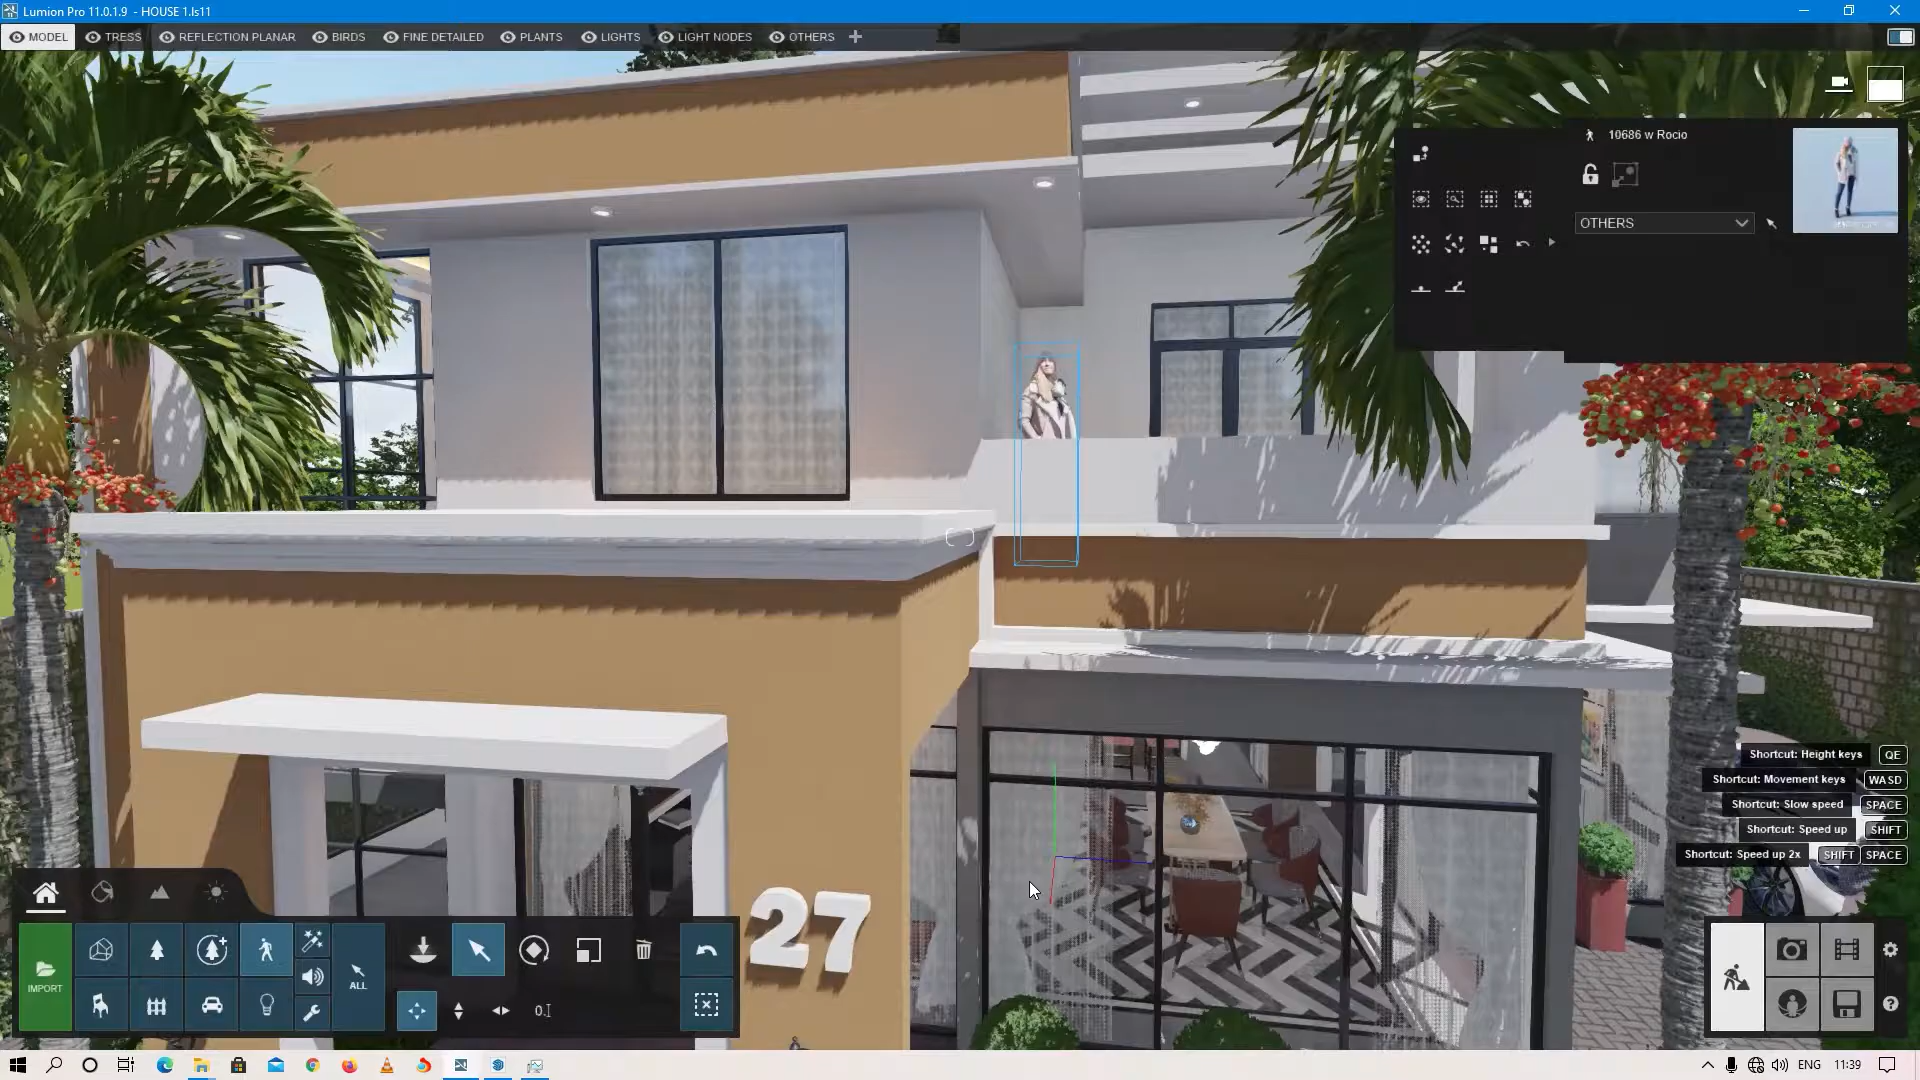 Lumion Pro 11.0.1.9 - HOUSE 1.ls11
MODEL
TRESS
REFLECTION PLANAR
BIRDS
FINE DETAILED
PLANTS
LIGHTS
LIGHT NODES
OTHERS
10686 w Rocio
OTHERS
Shortcut: Height keys QE
Shortcut: Movement keys WASD
Shortcut: Slow speed SPACE
Shortcut: Speed up SHIFT
Shortcut: Speed up 2x SHIFT SPACE
27
IMPORT
ALL
ENG 11:39